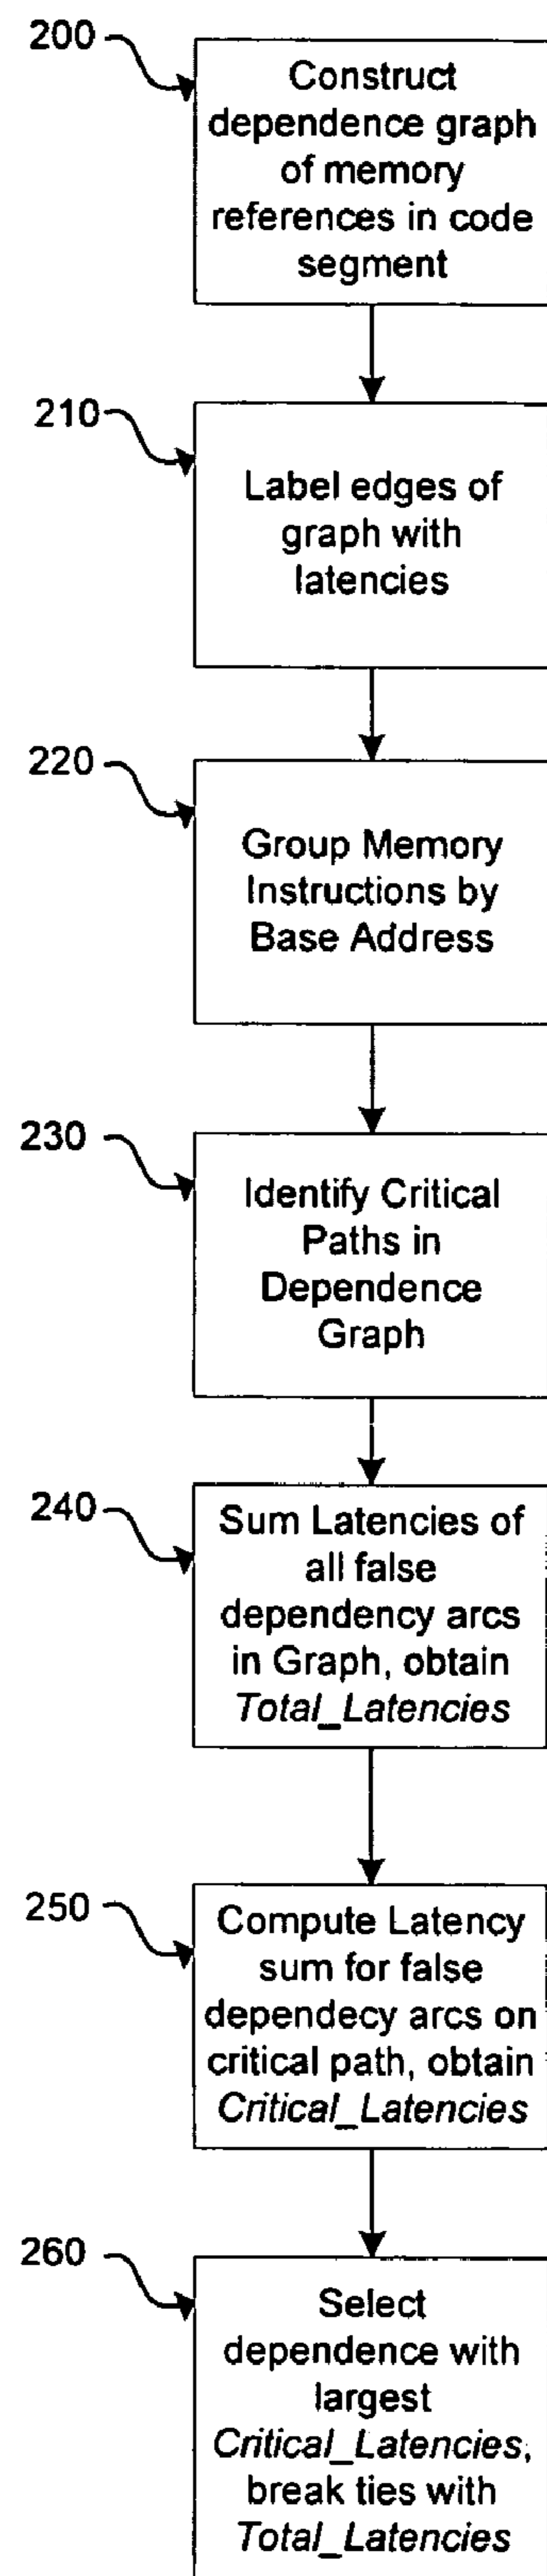 200
Construct
dependence graph
of memory
references in code
segment
210
Label edges of
graph with
latencies
220
Group Memory
Instructions by
Base Address
230
Identify Critical
Paths in
Dependence
Graph
240
Sum Latencies of
all false
dependency arcs
in Graph, obtain
Total_Latencies
250
Compute Latency
sum for false
dependecy arcs on
critical path, obtain
Critical_Latencies
260
Select
dependence with
largest
Critical_Latencies,
break ties with
Total_Latencies